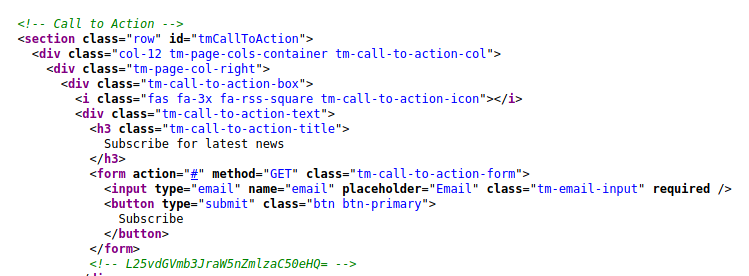 <!-- Call to Action -->
<section class="row" id="tmCallToAction">
<div class="col-12 tm-page-cols-container tm-call-to-action-col">
<div class="tm-page-col-right">
<div class="tm-call-to-action-box">
<i class="fas fa-3x fa-rss-square tm-call-to-action-icon"></i>
<div class="tm-call-to-action-text">
<h3 class="tm-call-to-action-title">
Subscribe for latest news
</h3>
<form action="#" method="GET" class="tm-call-to-action-form">
<input type="email" name="email" placeholder="Email" class="tm-email-input" required />
<button type="submit" class="btn btn-primary">
Subscribe
</button>
</form>
<!-- L25vdGVmb3JraW5nZmlzaC50eHQ= -->